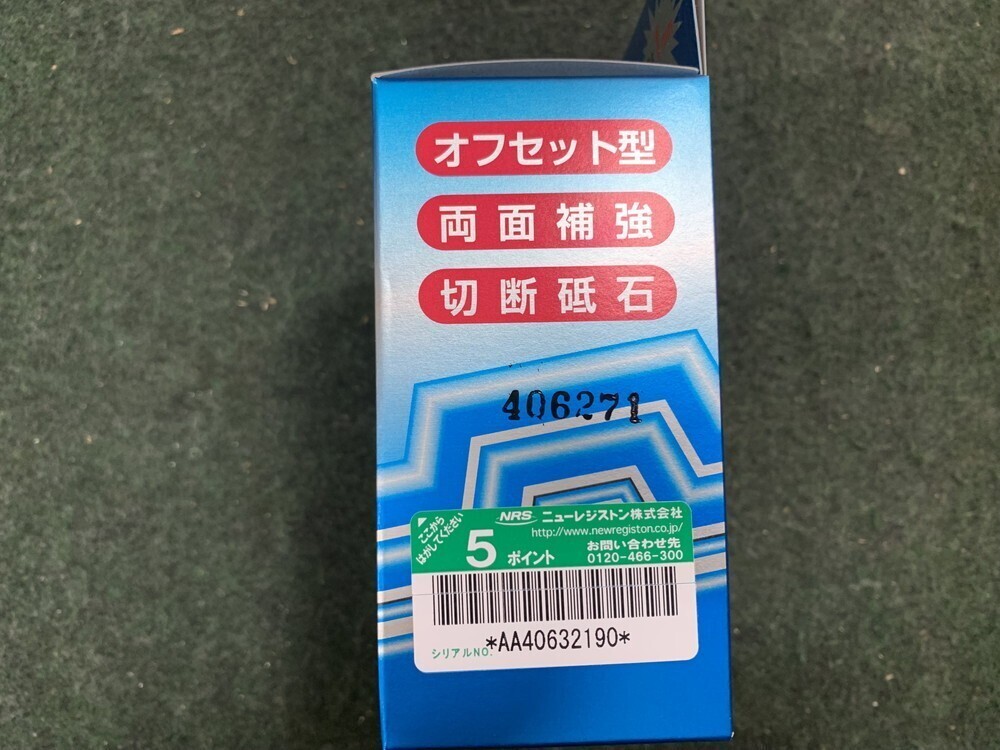 オフセット型
両面補強
切断砥石
406271
ここから
はがしてください
NRS ニューレジストン株式会社
http://www.newregiston.co.jp/
5ポイント
お問い合わせ先
0120-466-300
*AA40632190*
シリアルNO.